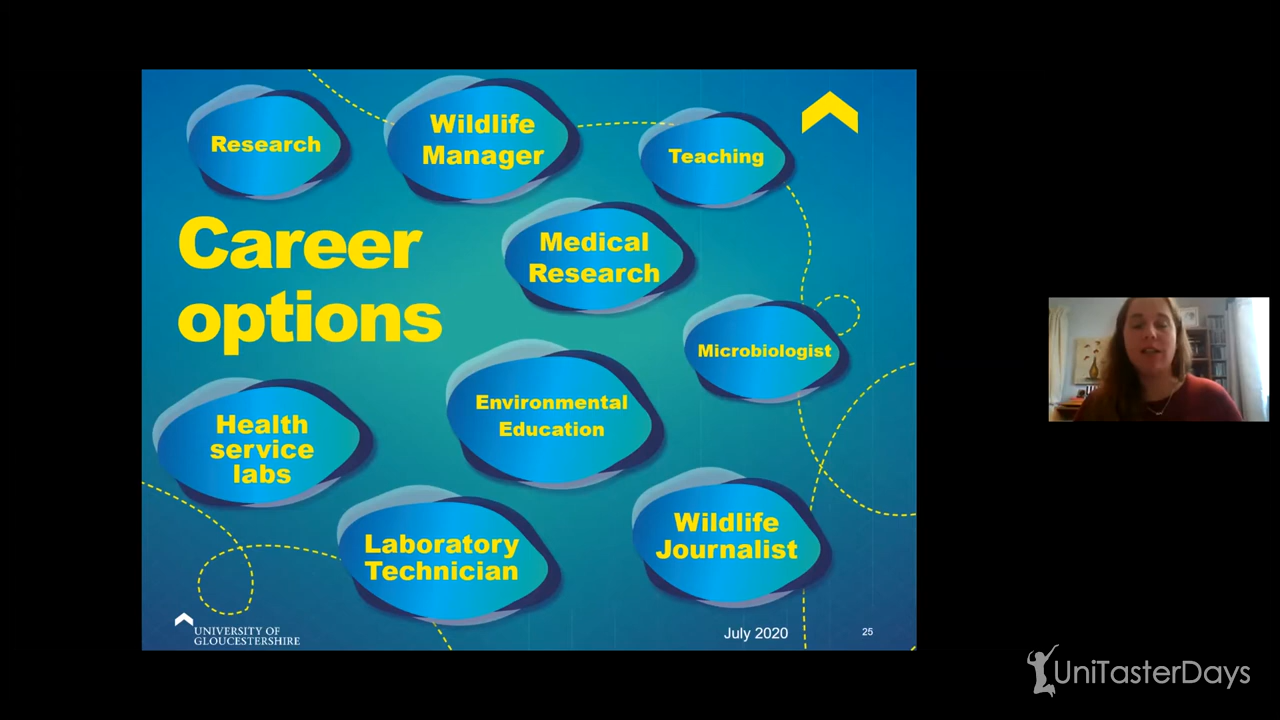 Research
Wildlife
Manager
Teaching
Career
options
Medical
Research
Microbiologist
Environmental
Education
Health
service
labs
Laboratory
Technician
Wildlife
Journalist
UNIVERSITY OF
GLOUCESTERSHIRE
July 2020
25
UniTasterDays